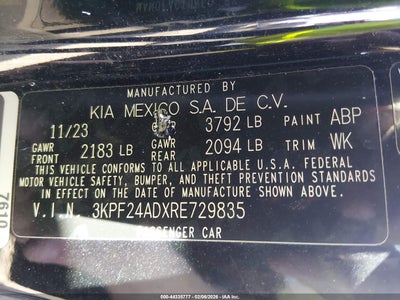 MANUFACTURED BY
KIA MEXICO S.A. DE C.V.
11/23 3792 LB PAINT ABP
GAWR FRONT 2183 LB GAWR REAR 2094 LB TRIM WK
THIS VEHICLE CONFORMS TO ALL APPLICABLE U.S.A. FEDERAL
MOTOR VEHICLE SAFETY, BUMPER, AND THEFT PREVENTION STANDARDS
IN EFFECT ON THE DATE OF MANUFACTURE SHOWN ABOVE.
V.I.N. 3KPF24ADXRE729835
PASSENGER CAR
7610
000-44338777 - 02/06/2026 - IAA Inc.